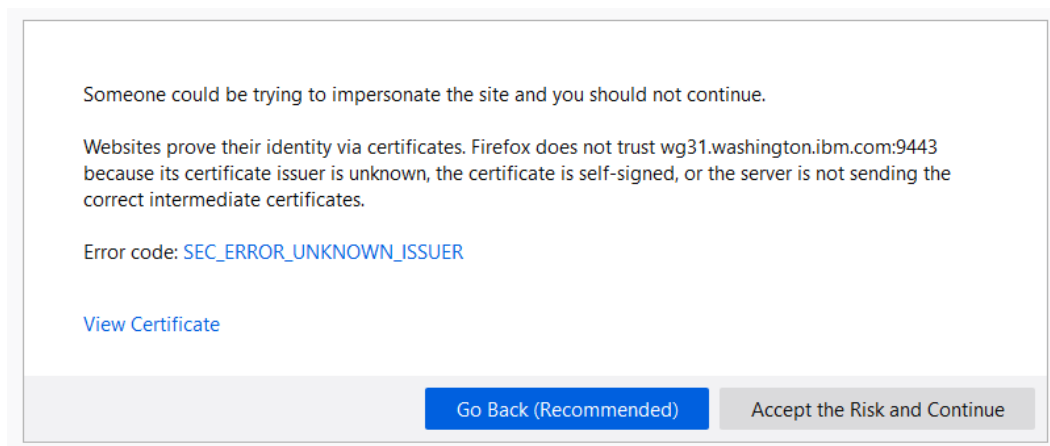 Someone could be trying to impersonate the site and you should not continue.
Websites prove their identity via certificates. Firefox does not trust wg31.washington.ibm.com:9443
because its certificate issuer is unknown, the certificate is self-signed, or the server is not sending the
correct intermediate certificates.
Error code: SEC_ERROR_UNKNOWN_ISSUER
View Certificate
Go Back (Recommended) Accept the Risk and Continue